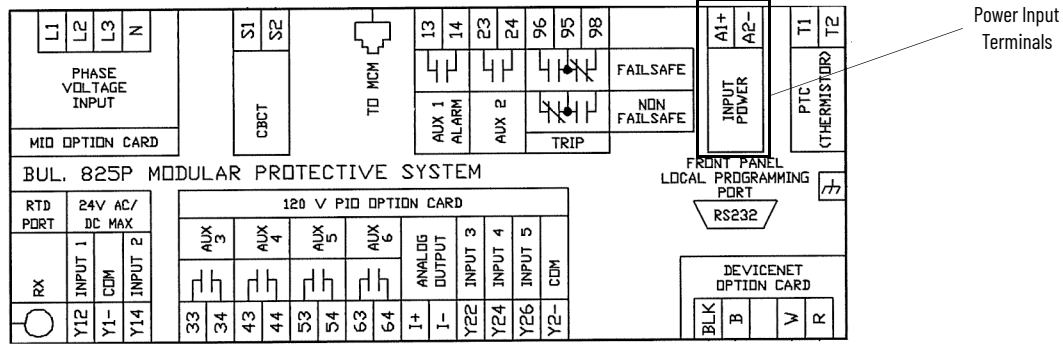 L1 L2 L3 N
PHASE
VOLTAGE
INPUT
MIO OPTION CARD
S1 S2
CBCT
TO MCM
13 14 23 24 96 95 98
AUX 1
ALARM
AUX 2
FAILSAFE
NON
FAILSAFE
TRIP
A1+ A2-
INPUT
POWER
T1 T2
PTC
(THERMISTOR)
Power Input
Terminals
BUL. 825P MODULAR PROTECTIVE SYSTEM
FRONT PANEL
LOCAL PROGRAMMING
PORT
RS232
RTD
PORT
24V AC/
DC MAX
RX
INPUT 1
COM
INPUT 2
Y12 Y1- Y14
120 V PIO OPTION CARD
AUX
3
AUX
4
AUX
5
AUX
6
ANALOG
OUTPUT
INPUT 3
INPUT 4
INPUT 5
COM
33 34 43 44 53 54 63 64 I+ I- Y22 Y24 Y26 Y2-
DEVICENET
OPTION CARD
BLK B W R